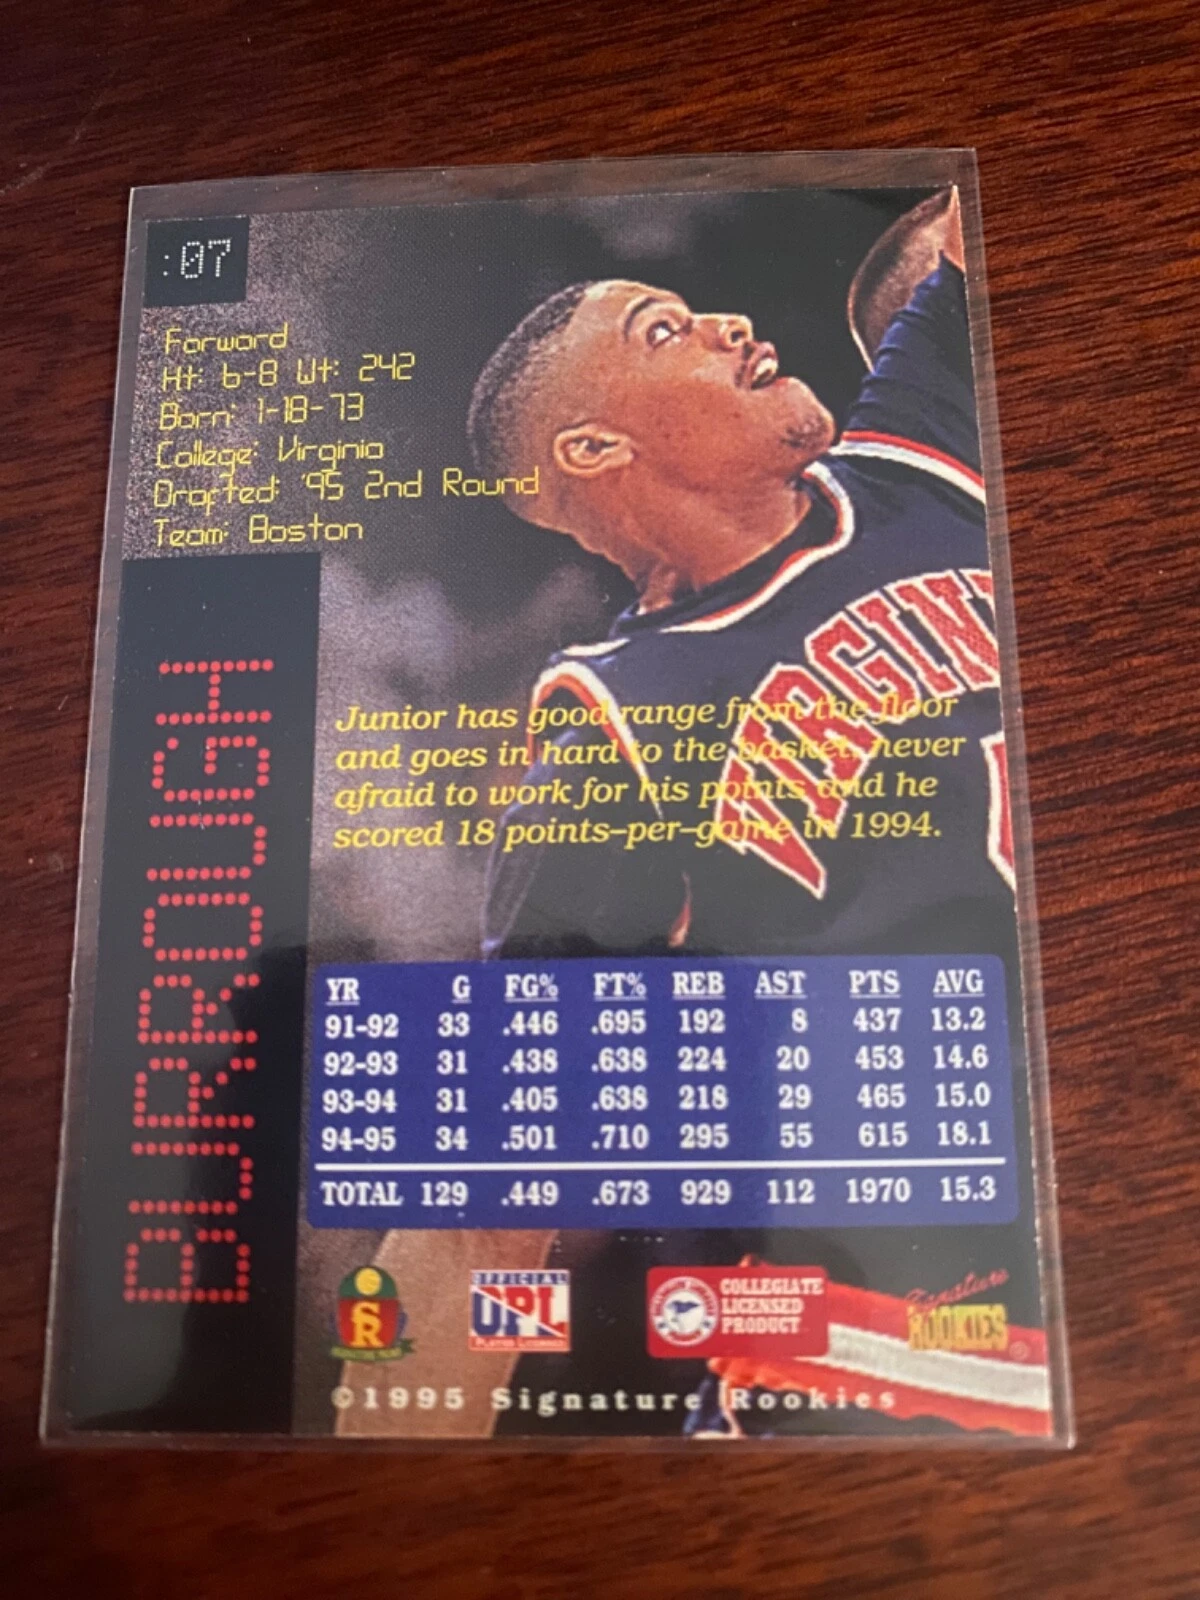 :07
Forward
Ht: 6-8 Wt: 242
Born: 1-18-73
College: Virginia
Drafted: '95 2nd Round
Team: Boston
BURROUGH
VIRGINI
Junior has good range from the floor
and goes in hard to the basket, never
afraid to work for his points and he
scored 18 points-per-game in 1994.
YR G FG% FT% REB AST PTS AVG
91-92 33 .446 .695 192 8 437 13.2
92-93 31 .438 .638 224 20 453 14.6
93-94 31 .405 .638 218 29 465 15.0
94-95 34 .501 .710 295 55 615 18.1
TOTAL 129 .449 .673 929 112 1970 15.3
SR
OFFICIAL
UPL
COLLEGIATE
LICENSED
PRODUCT
Signature
ROOKIES
©1995 Signature Rookies